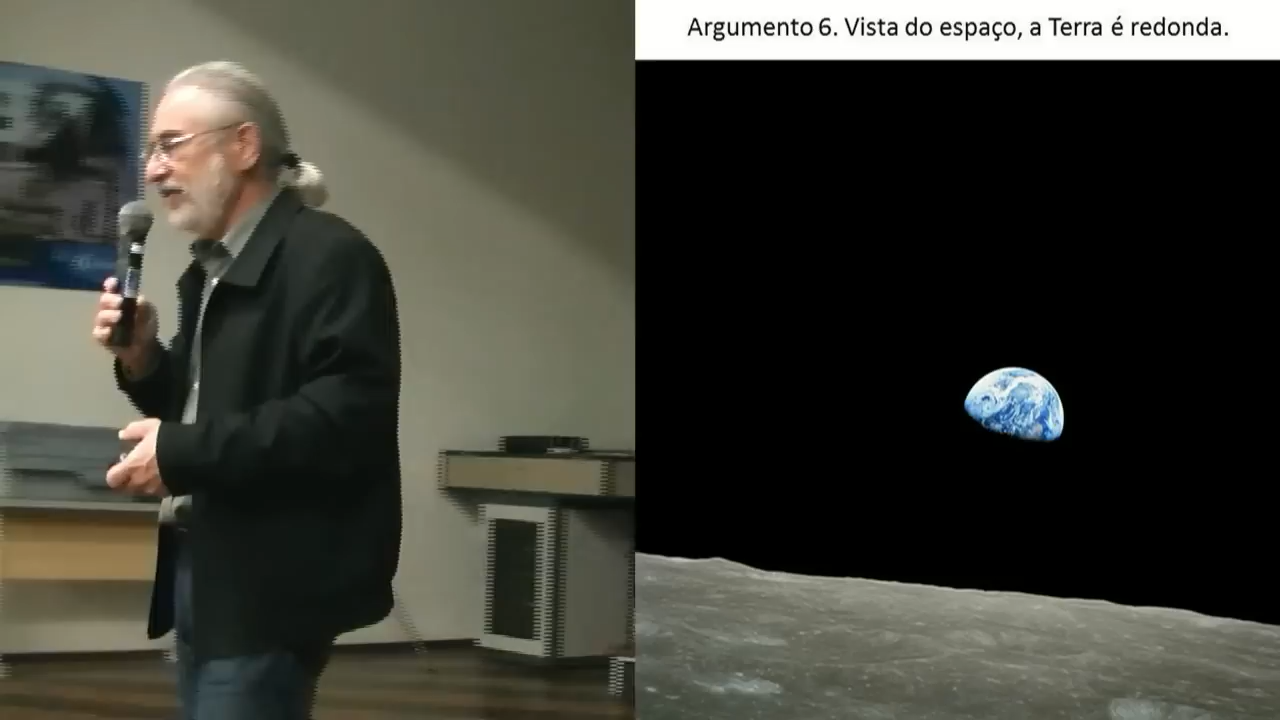 Argumento 6. Vista do espaço, a Terra é redonda.